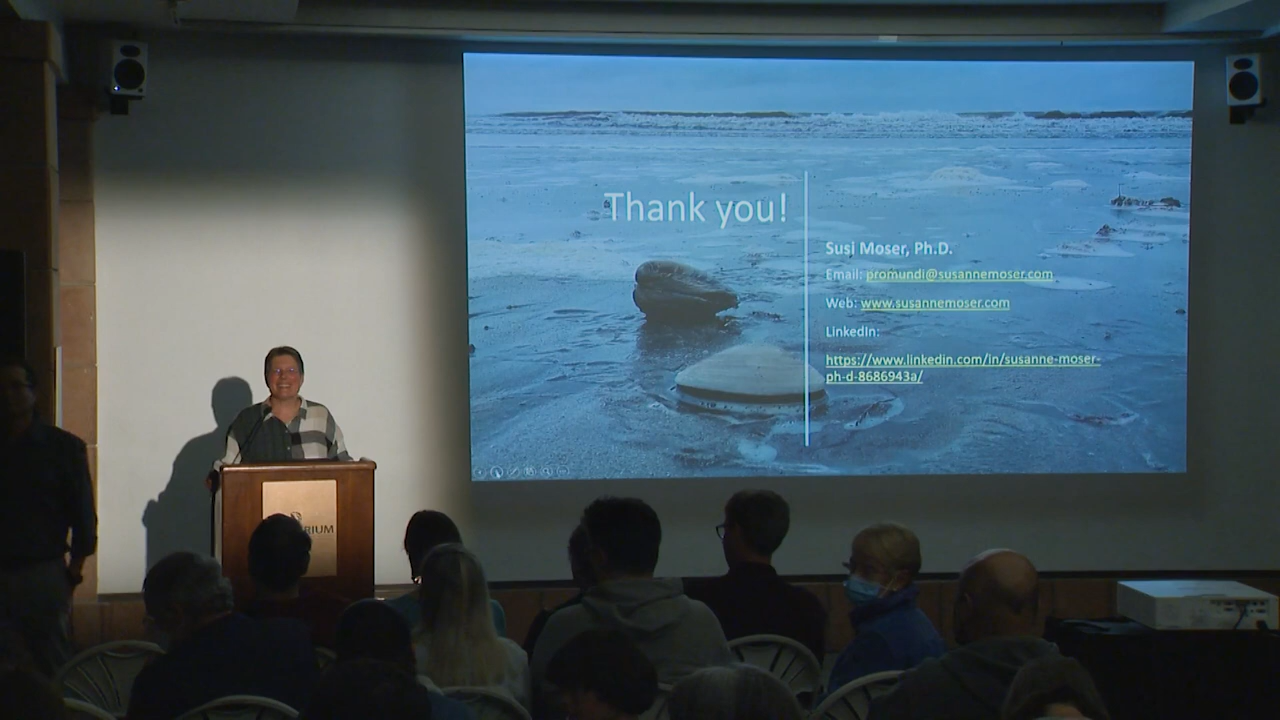 Thank you!
Susi Moser, Ph.D.
Email: promundi@susannemoser.com
Web: www.susannemoser.com
LinkedIn:
https://www.linkedin.com/in/susanne-moser-
ph-d-8686943a/